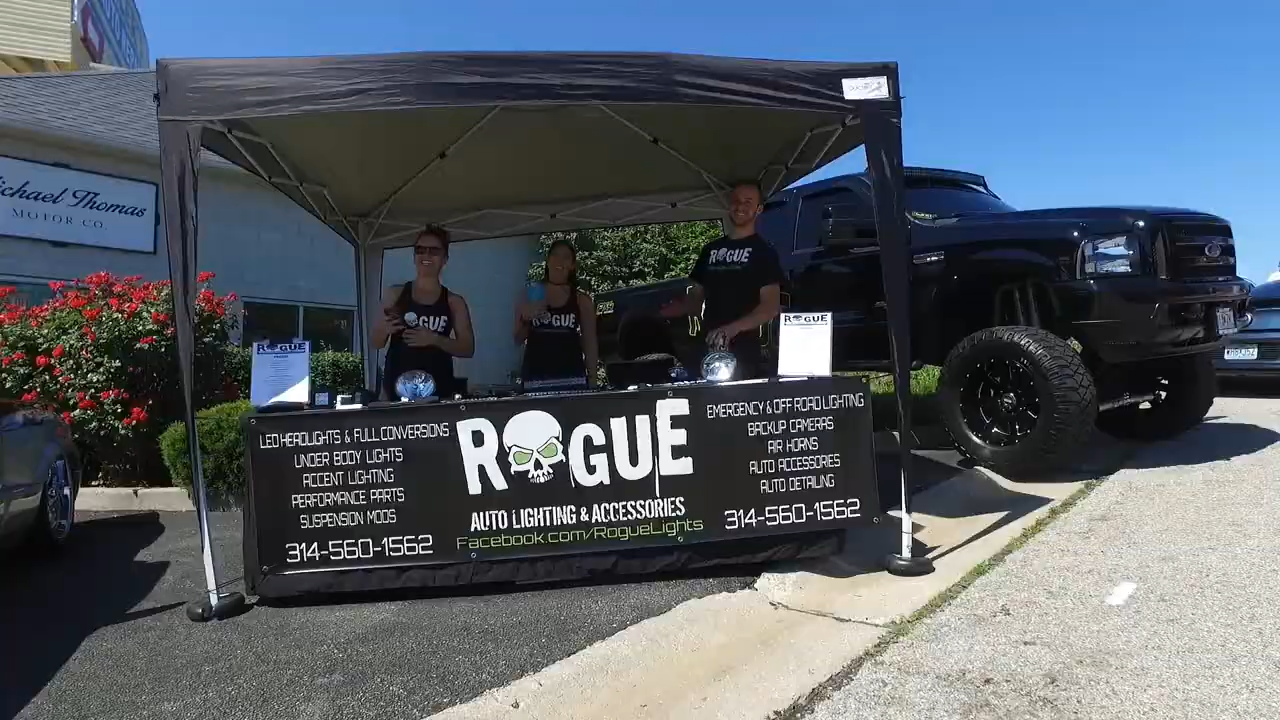 Michael Thomas
MOTOR CO.
ROGUE
ROGUE
ROGUE
ROGUE
ROGUE
LED HEADLIGHTS & FULL CONVERSIONS
UNDER BODY LIGHTS
ACCENT LIGHTING
PERFORMANCE PARTS
SUSPENSION MODS
314-560-1562
ROGUE
AUTO LIGHTING & ACCESSORIES
Facebook.com/RogueLights
EMERGENCY & OFF ROAD LIGHTING
BACKUP CAMERAS
AIR HORNS
AUTO ACCESSORIES
AUTO DETAILING
314-560-1562
Ford